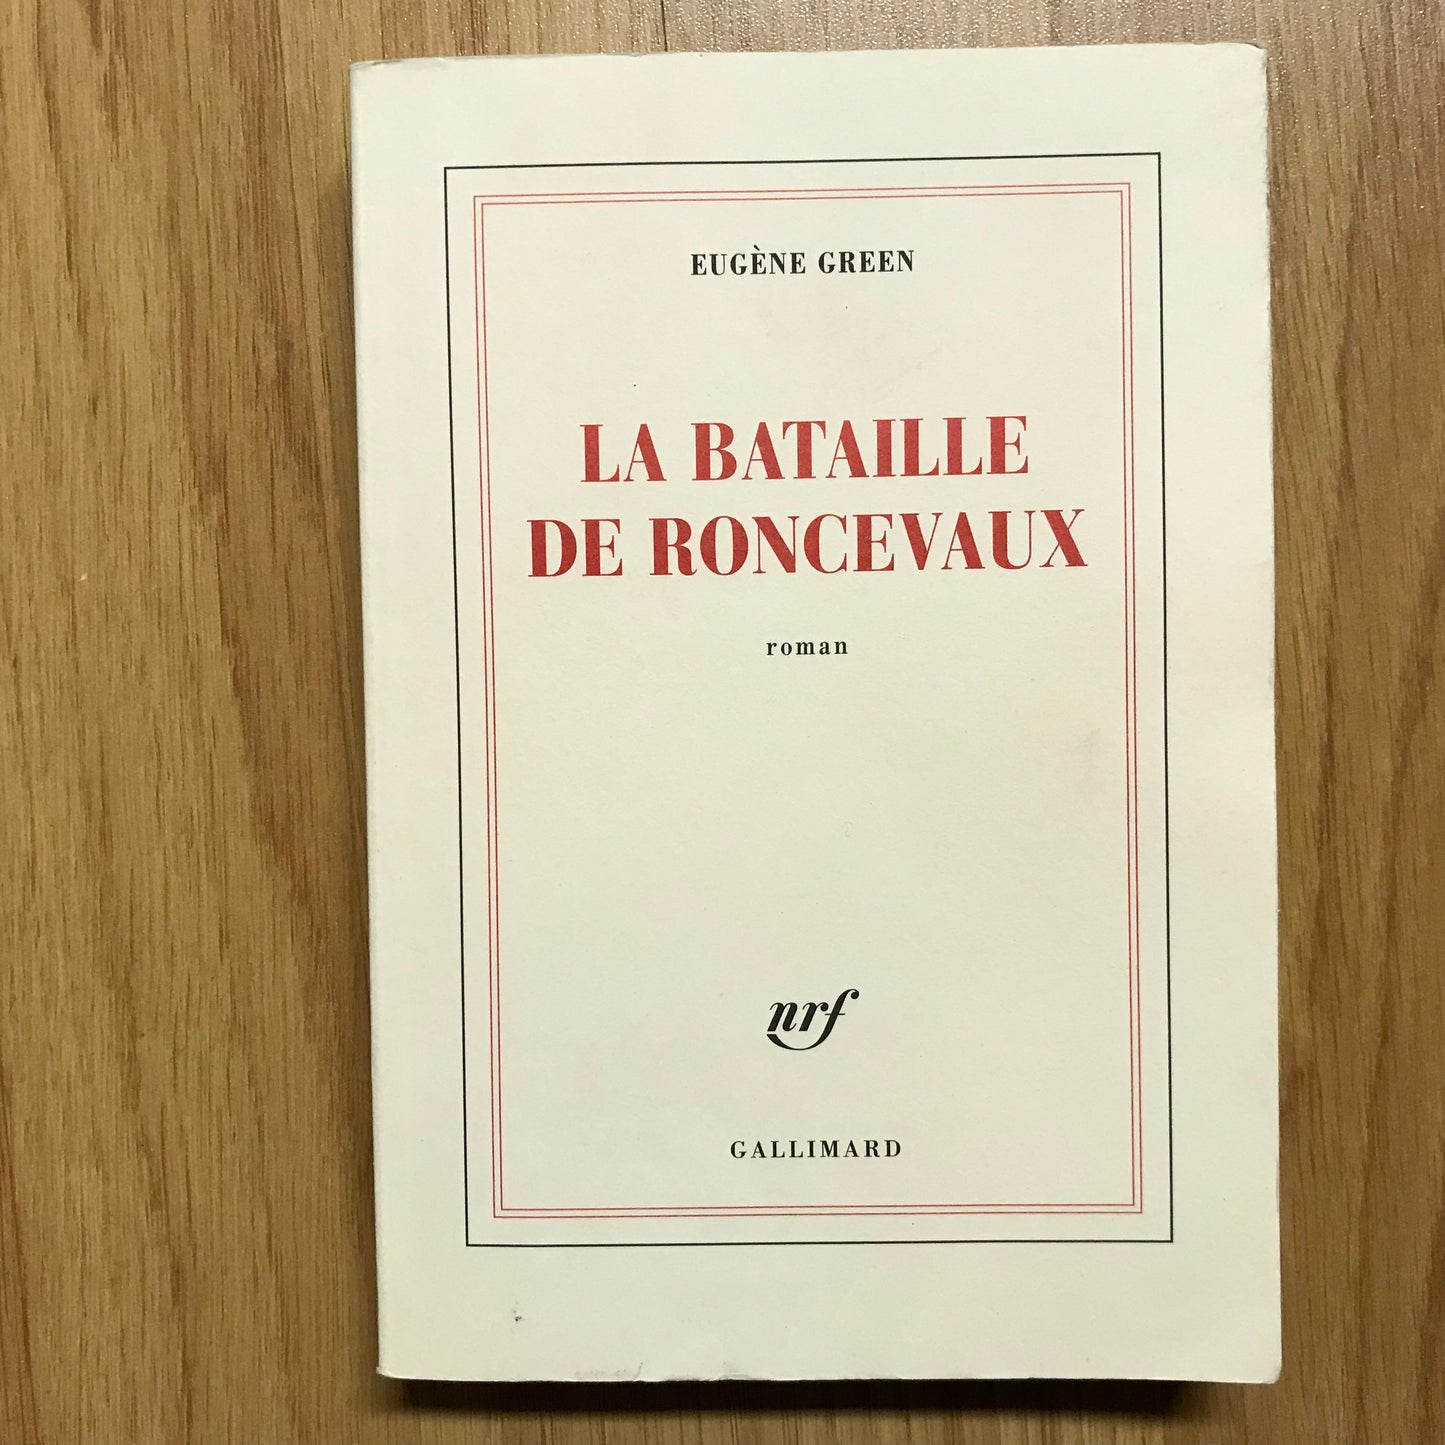 EUGÈNE GREEN
LA BATAILLE
DE RONCEVAUX
roman
nrf
GALLIMARD